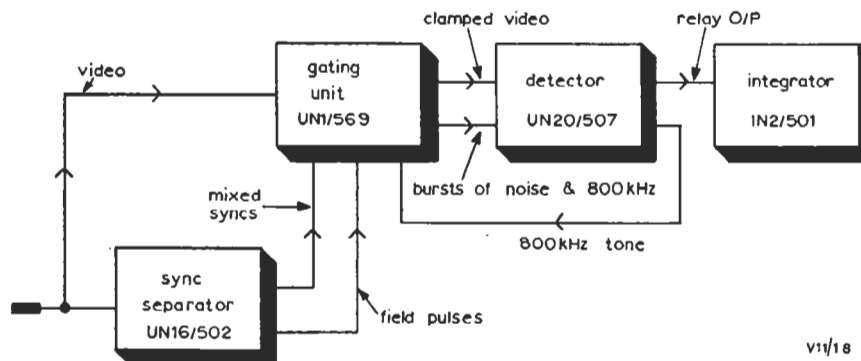 clamped video
relay O/P
video
gating
unit
UN1/569
detector
UN20/507
integrator
IN2/501
mixed
syncs
bursts of noise & 800kHz
800kHz tone
sync
separator
UN16/502
field pulses
V11/18